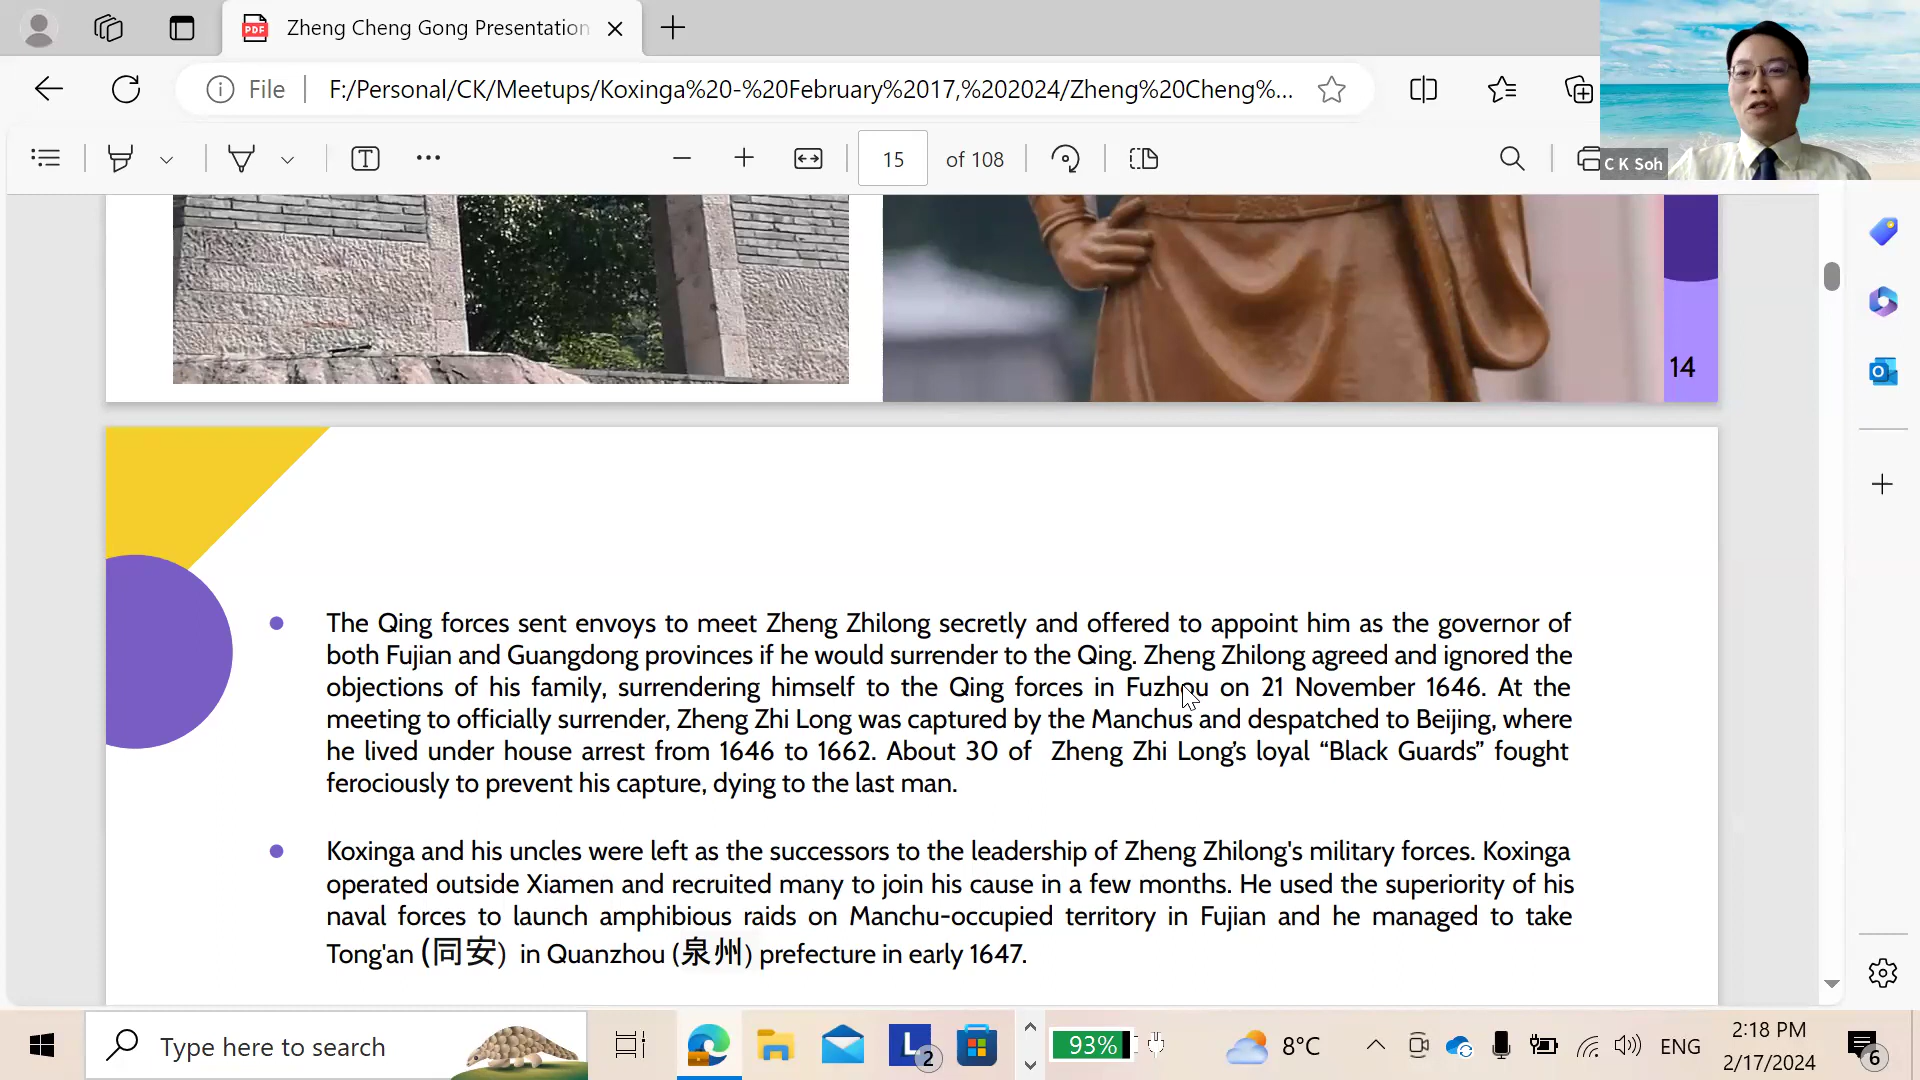 Zheng Cheng Gong Presentation
File
F:/Personal/CK/Meetups/Koxinga%20-%20February%2017,%202024/Zheng%20Cheng%...
C K Soh
15 of 108
14
The Qing forces sent envoys to meet Zheng Zhilong secretly and offered to appoint him as the governor of
both Fujian and Guangdong provinces if he would surrender to the Qing. Zheng Zhilong agreed and ignored the
objections of his family, surrendering himself to the Qing forces in Fuzhou on 21 November 1646. At the
meeting to officially surrender, Zheng Zhi Long was captured by the Manchus and despatched to Beijing, where
he lived under house arrest from 1646 to 1662. About 30 of Zheng Zhi Long's loyal “Black Guards” fought
ferociously to prevent his capture, dying to the last man.
Koxinga and his uncles were left as the successors to the leadership of Zheng Zhilong's military forces. Koxinga
operated outside Xiamen and recruited many to join his cause in a few months. He used the superiority of his
naval forces to launch amphibious raids on Manchu-occupied territory in Fujian and he managed to take
Tong'an (同安) in Quanzhou (泉州) prefecture in early 1647.
Type here to search
L 2
93%
8°C
ENG
2:18 PM
2/17/2024
6